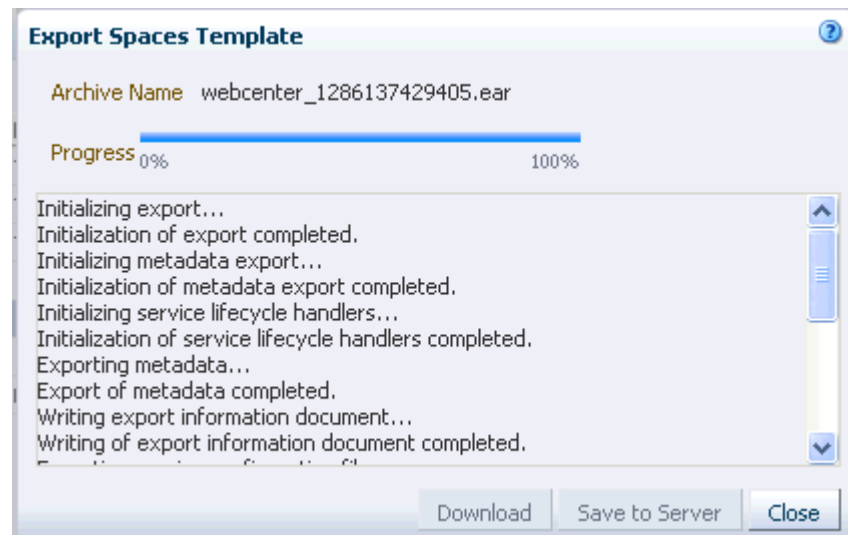 Export Spaces Template
Archive Name webcenter_1286137429405.ear
Progress 0% 100%
Initializing export...
Initialization of export completed.
Initializing metadata export...
Initialization of metadata export completed.
Initializing service lifecycle handlers...
Initialization of service lifecycle handlers completed.
Exporting metadata...
Export of metadata completed.
Writing export information document...
Writing of export information document completed.
Download Save to Server Close